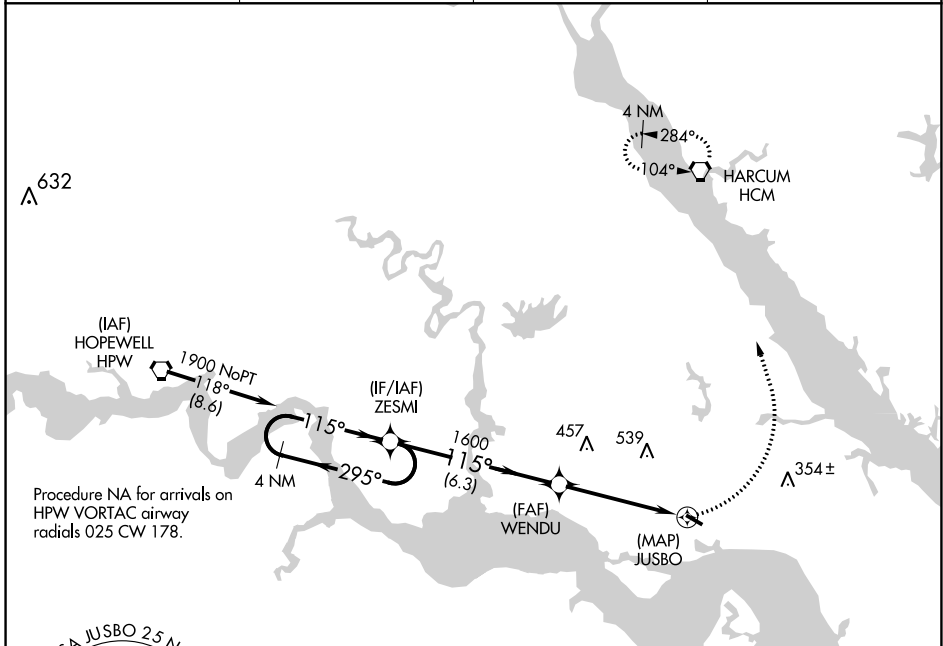 4 NM
284°
104°
HARCUM
HCM
632
(IAF)
HOPEWELL
HPW
1900 NoPT
118°
(8.6)
(IF/IAF)
ZESMI
115°
295°
4 NM
1600
115°
(6.3)
457
539
354±
(FAF)
WENDU
(MAP)
JUSBO
Procedure NA for arrivals on
HPW VORTAC airway
radials 025 CW 178.
JUSBO 25